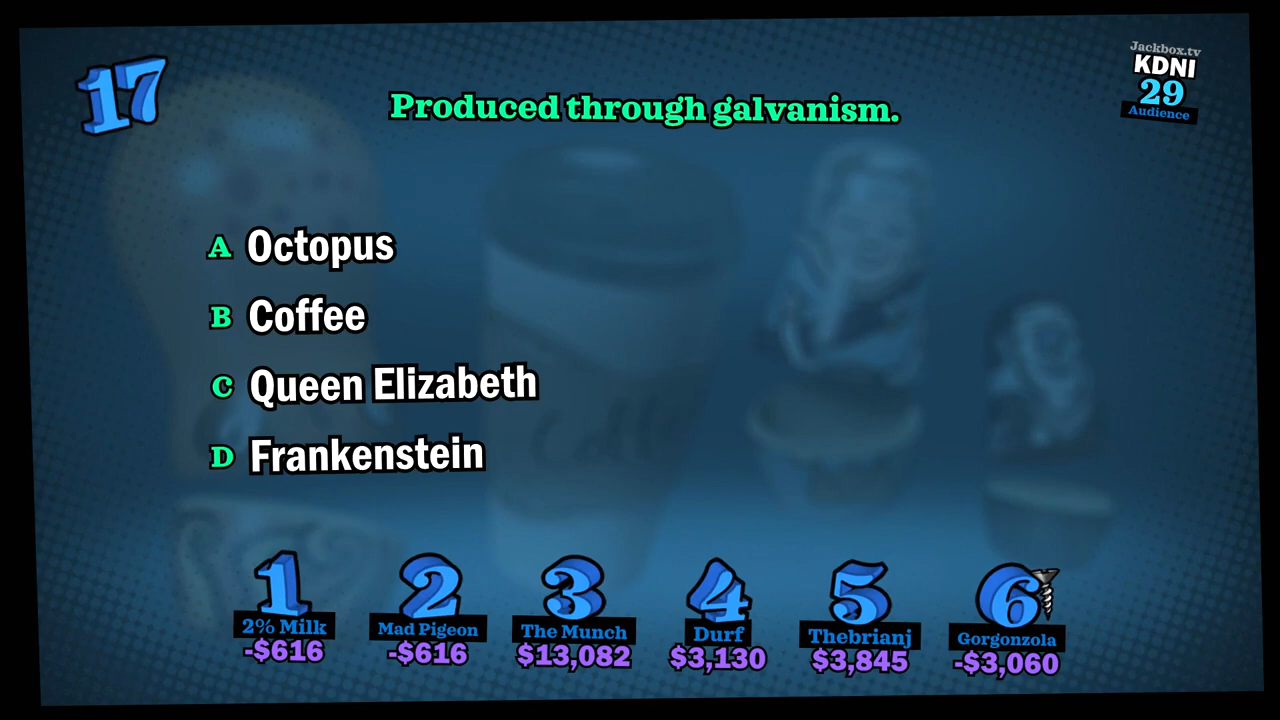 17
Jackbox.tv
KDNI
29
Audience
Produced through galvanism.
A Octopus
B Coffee
C Queen Elizabeth
D Frankenstein
1 2 3 4 5 6
2% Milk Mad Pigeon The Munch Durf Thebrianj Gorgonzola
-$616 -$616 $13,082 $3,130 $3,845 -$3,060